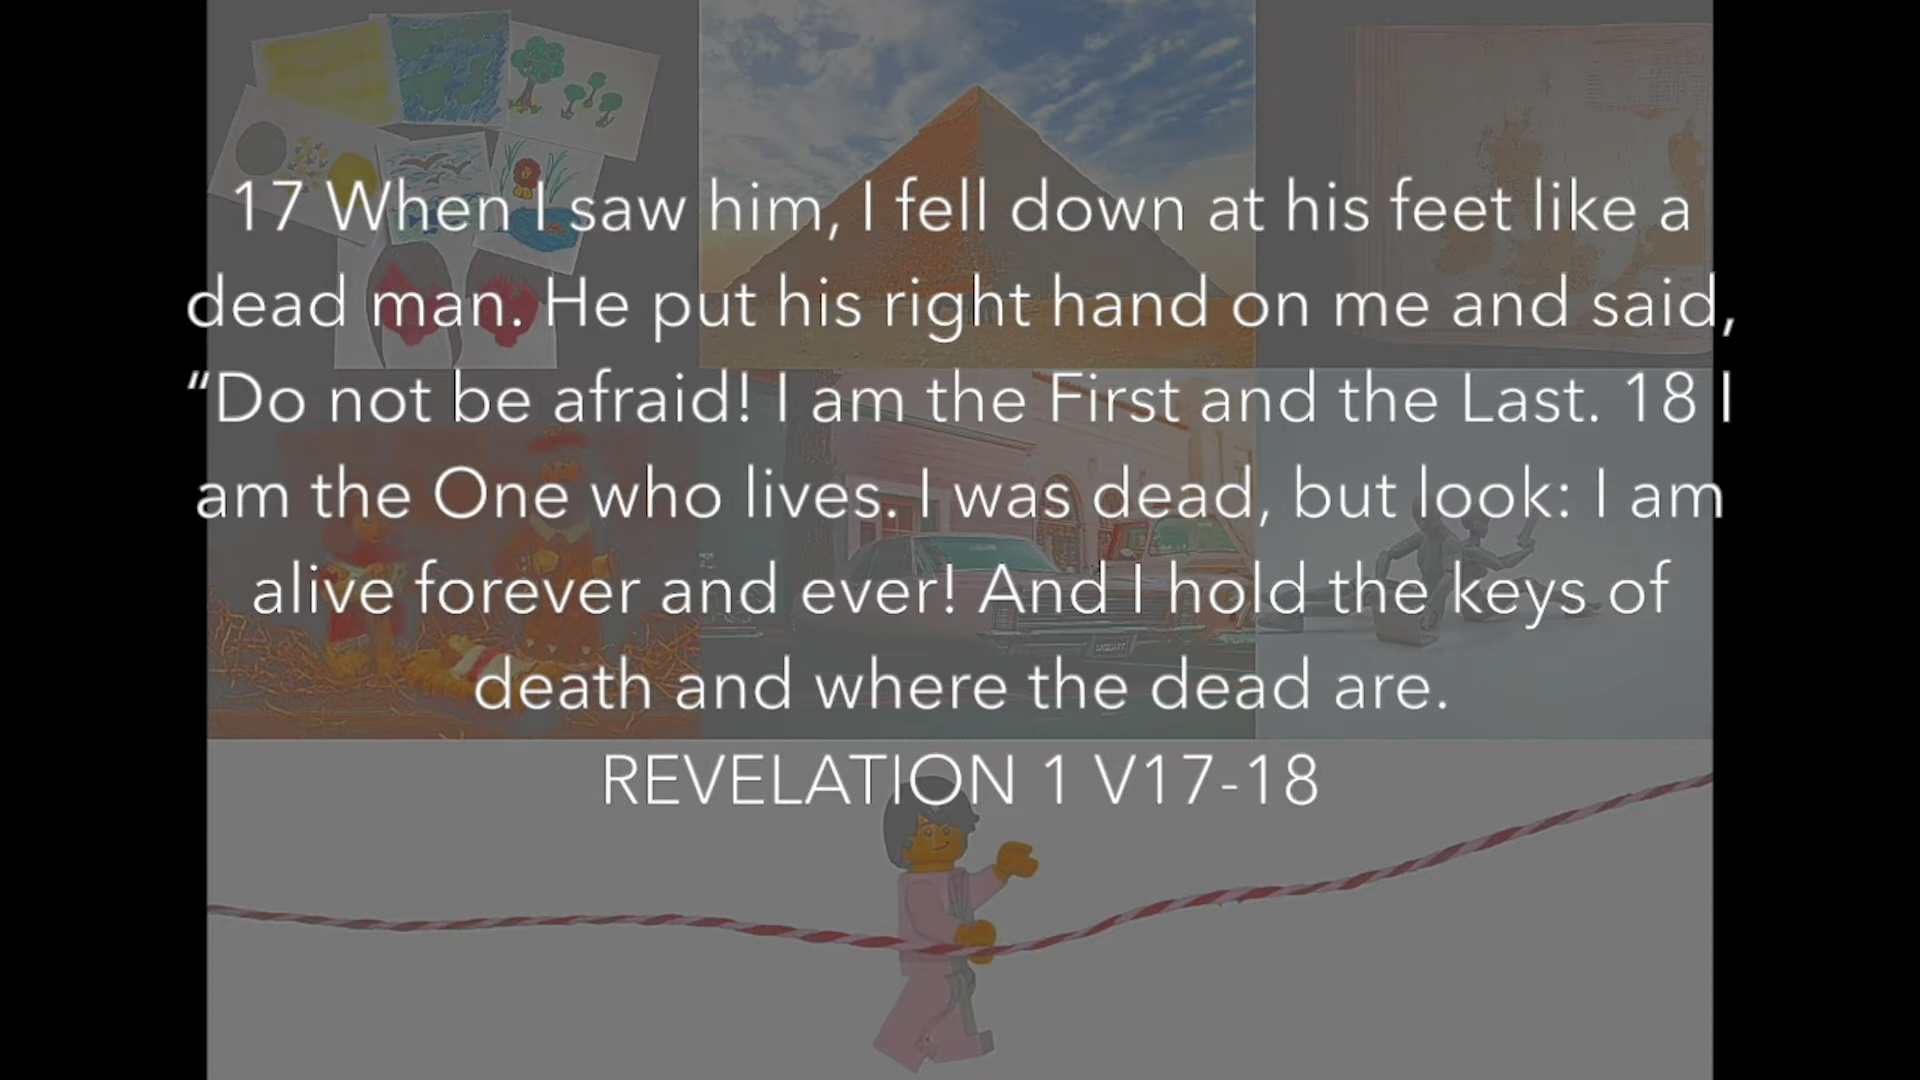 17 When I saw him, I fell down at his feet like a
dead man. He put his right hand on me and said,
“Do not be afraid! I am the First and the Last. 18 I
am the One who lives. I was dead, but look: I am
alive forever and ever! And I hold the keys of
death and where the dead are.
REVELATION 1 V17-18